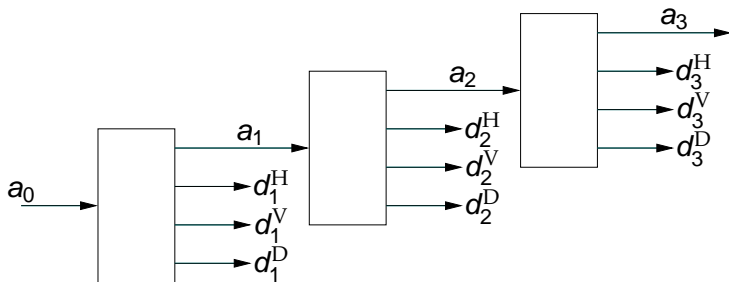 a₀
a₁
d₁ᴴ
d₁ⱽ
d₁ᴰ
a₂
d₂ᴴ
d₂ⱽ
d₂ᴰ
a₃
d₃ᴴ
d₃ⱽ
d₃ᴰ